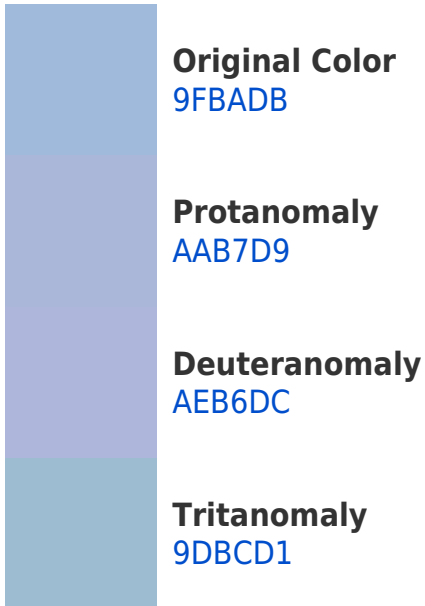 Original Color
9FBADB
Protanomaly
AAB7D9
Deuteranomaly
AEB6DC
Tritanomaly
9DBCD1